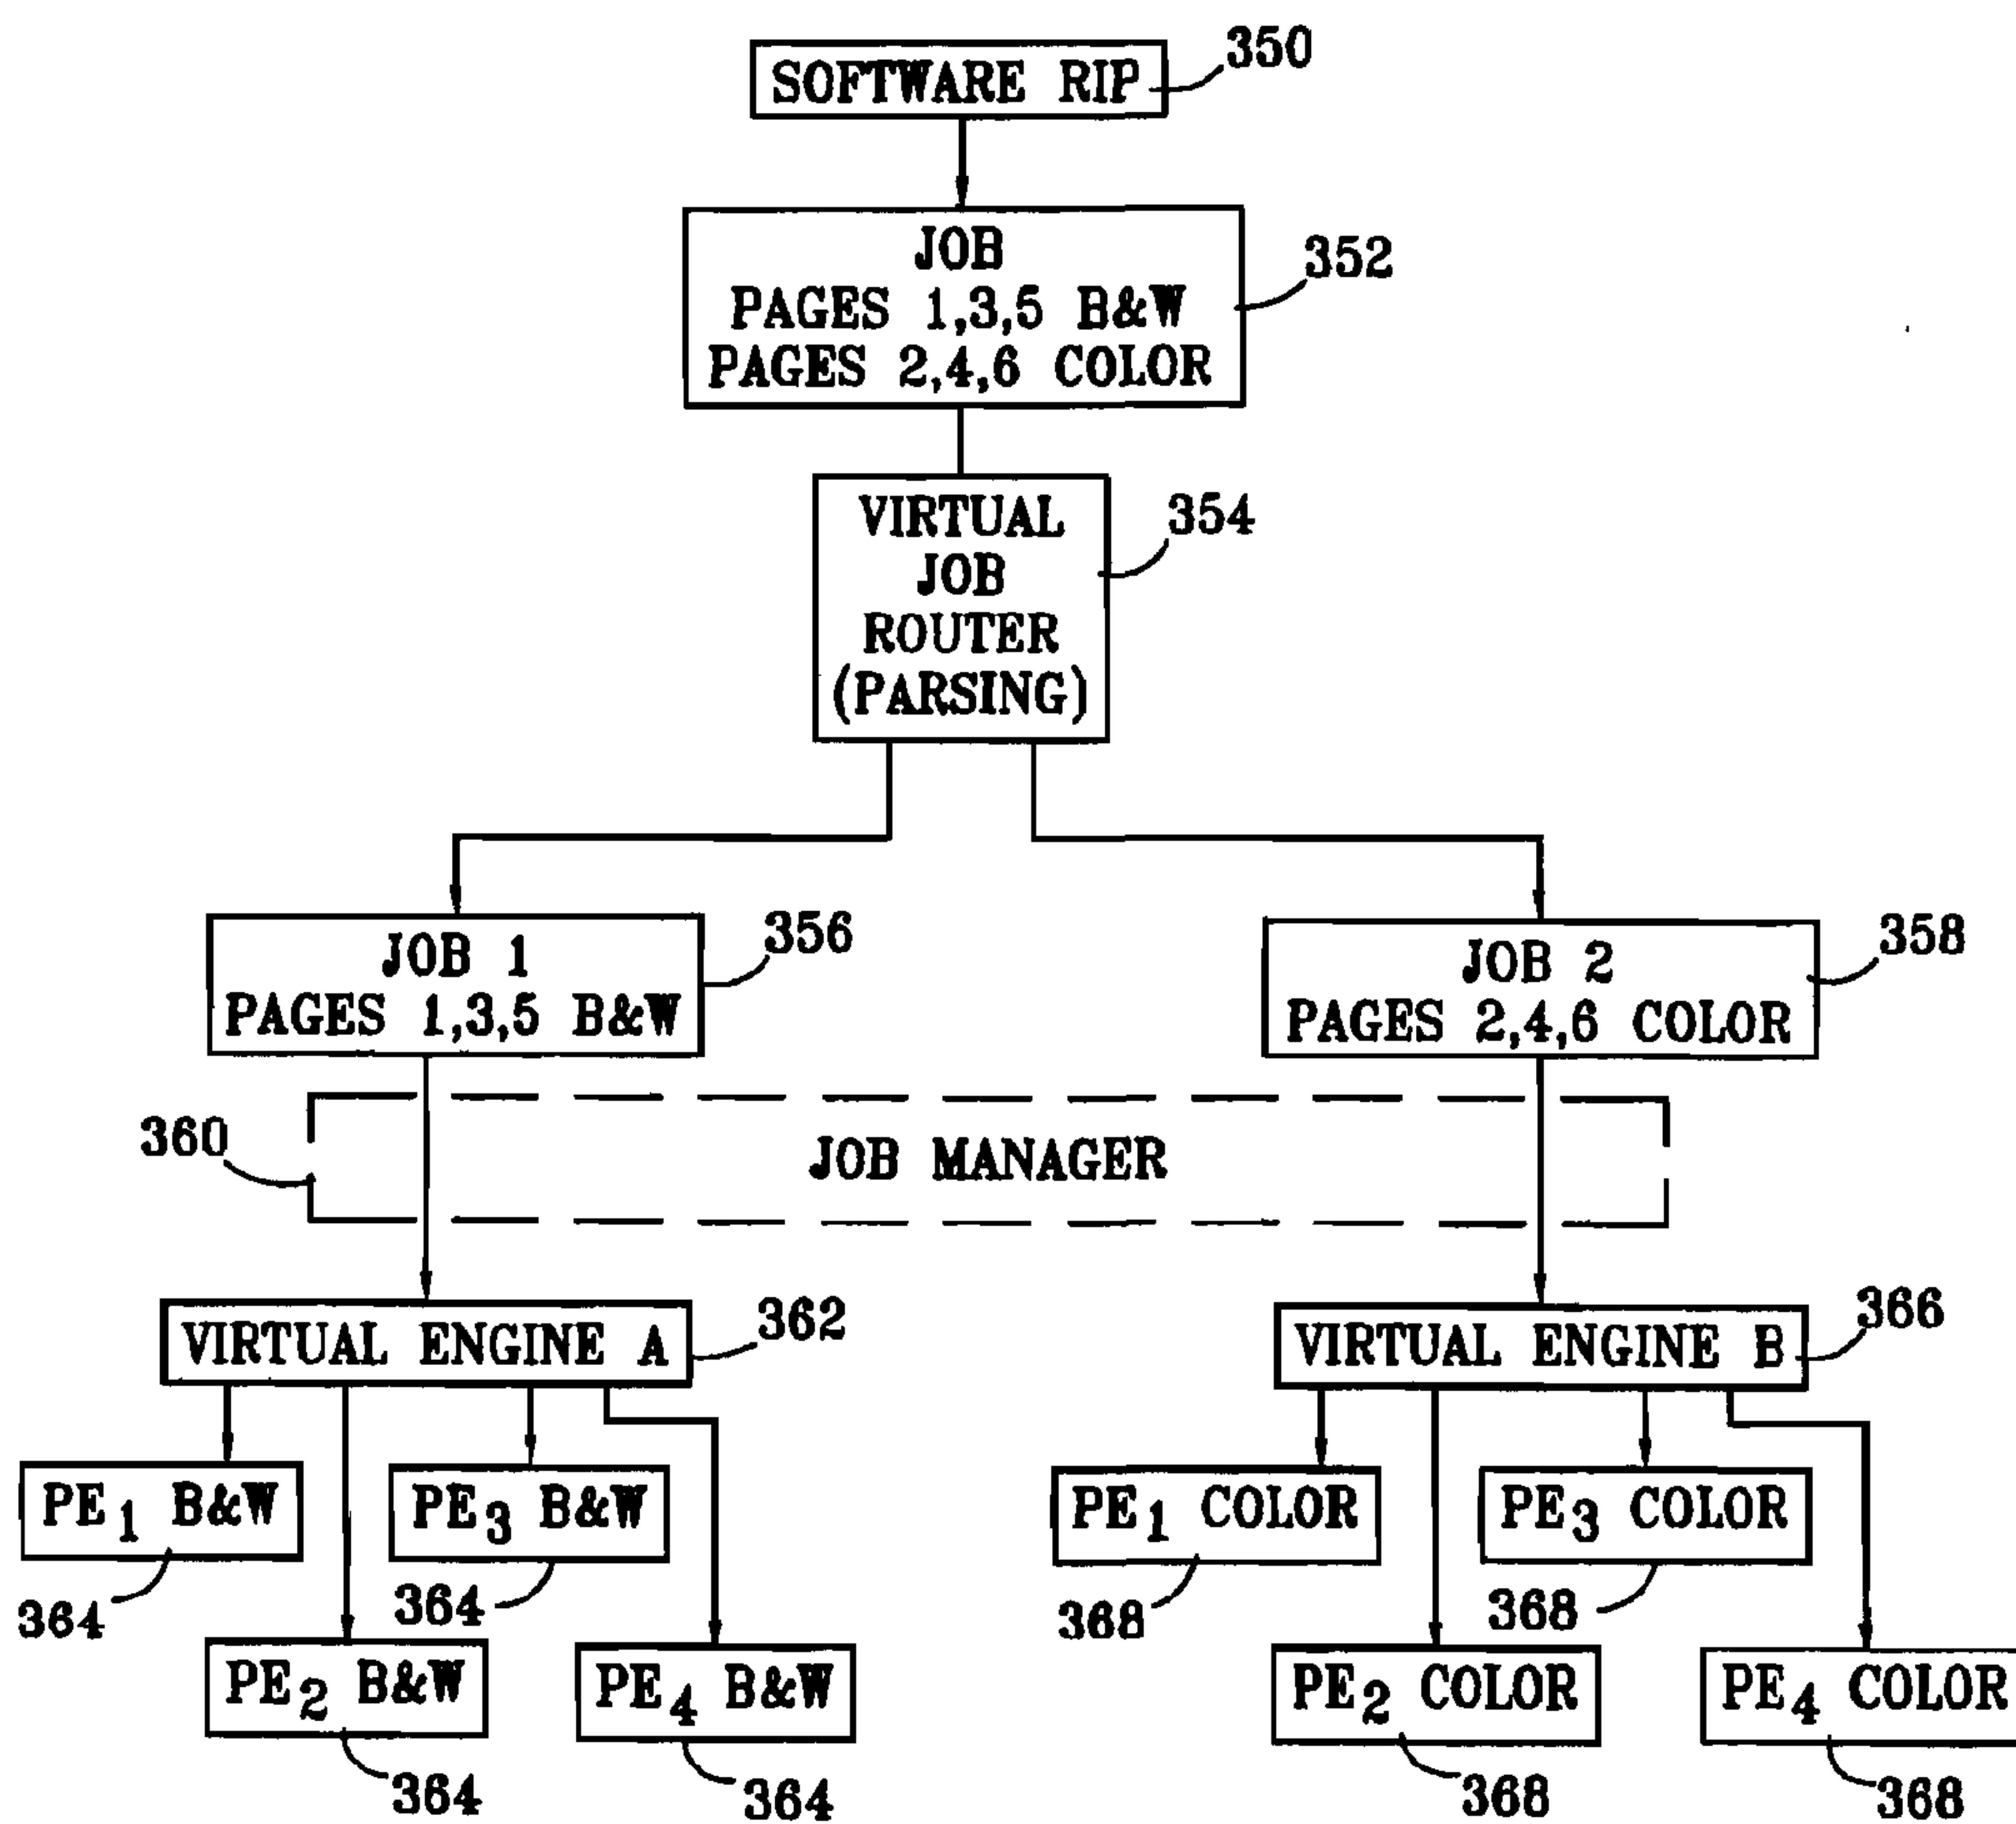 SOFTWARE RIP
350
JOB
PAGES 1,3,5 B&W
PAGES 2,4,6 COLOR
352
VIRTUAL
JOB
ROUTER
(PARSING)
354
JOB 1
PAGES 1,3,5 B&W
356
JOB 2
PAGES 2,4,6 COLOR
358
360
JOB MANAGER
VIRTUAL ENGINE A
362
VIRTUAL ENGINE B
366
PE1 B&W
364
PE3 B&W
364
PE2 B&W
364
PE4 B&W
364
PE1 COLOR
368
PE3 COLOR
368
PE2 COLOR
368
PE4 COLOR
368